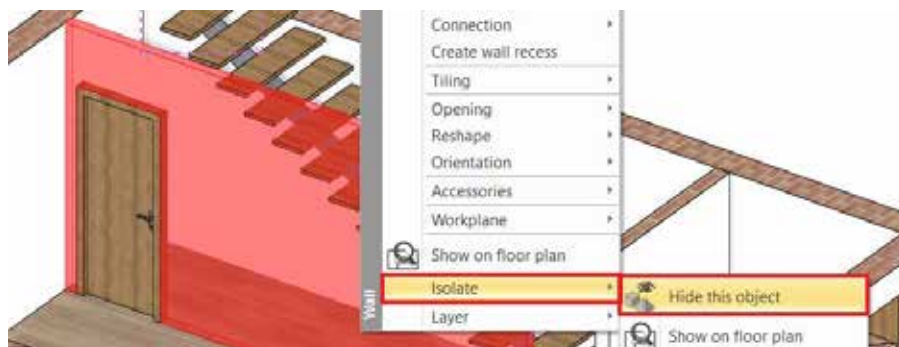 Connection
Create wall recess
Tiling
Opening
Reshape
Orientation
Accessories
Workplane
Show on floor plan
Isolate
Hide this object
Layer
Show on floor plan
Wall